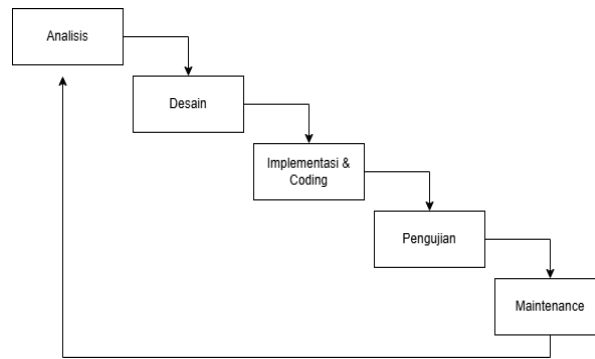 Analisis
Desain
Implementasi &
Coding
Pengujian
Maintenance